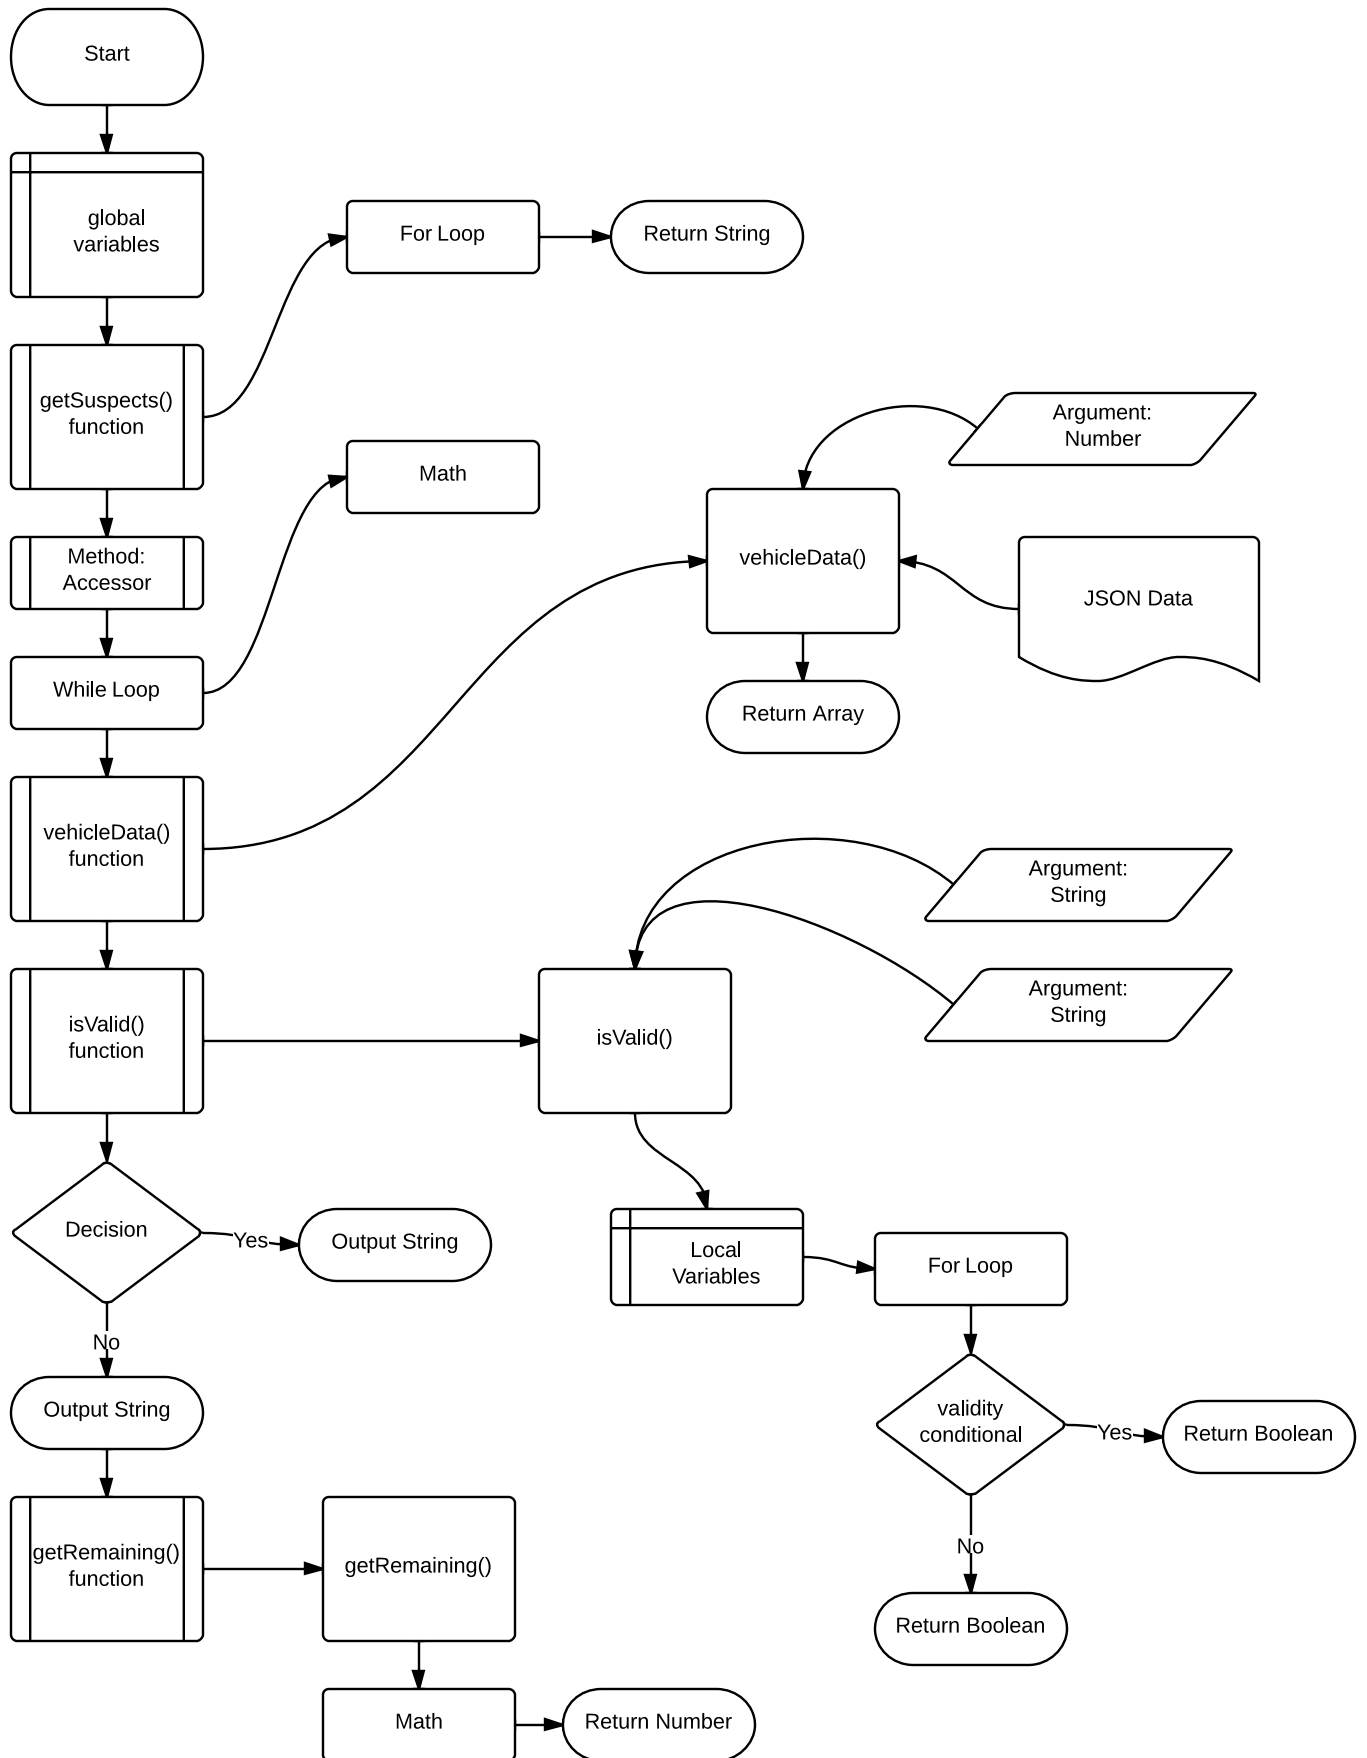 Start
global
variables
For Loop
Return String
getSuspects()
function
Argument:
Number
Math
vehicleData()
Method:
Accessor
JSON Data
While Loop
Return Array
vehicleData()
function
Argument:
String
isValid()
function
isValid()
Argument:
String
Decision
Yes
Output String
Local
Variables
For Loop
No
Output String
validity
conditional
Yes
Return Boolean
getRemaining()
function
getRemaining()
No
Return Boolean
Math
Return Number